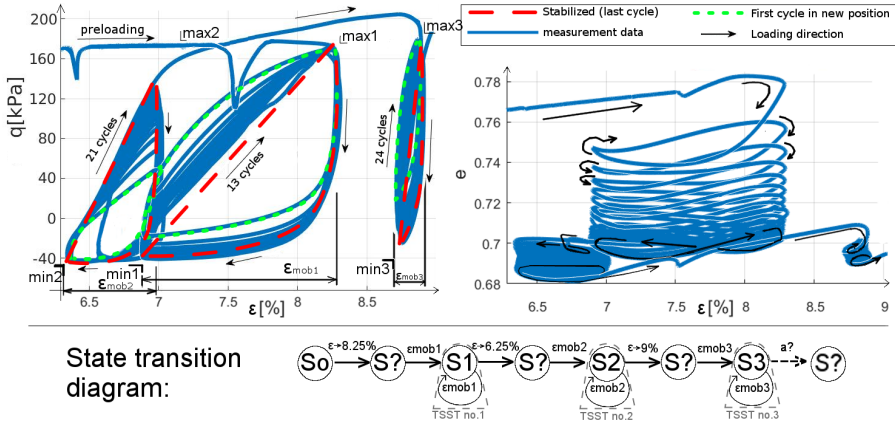 Stabilized (last cycle)
First cycle in new position
measurement data
Loading direction
preloading
max2
max1
max3
21 cycles
13 cycles
24 cycles
q[kPa]
200
160
120
80
40
0
-40
min2
min1
min3
εmob2
εmob1
εmob3
6.5
7
7.5
8
8.5
ε[%]
e
0.78
0.76
0.74
0.72
0.7
0.68
6.5
7
7.5
8
8.5
9
ε[%]
State transition
diagram:
So
ε→8.25%
S?
εmob1
S1
ε→6.25%
S?
εmob2
S2
ε→9%
S?
εmob3
S3
a?
S?
εmob1
εmob2
εmob3
TSST no.1
TSST no.2
TSST no.3